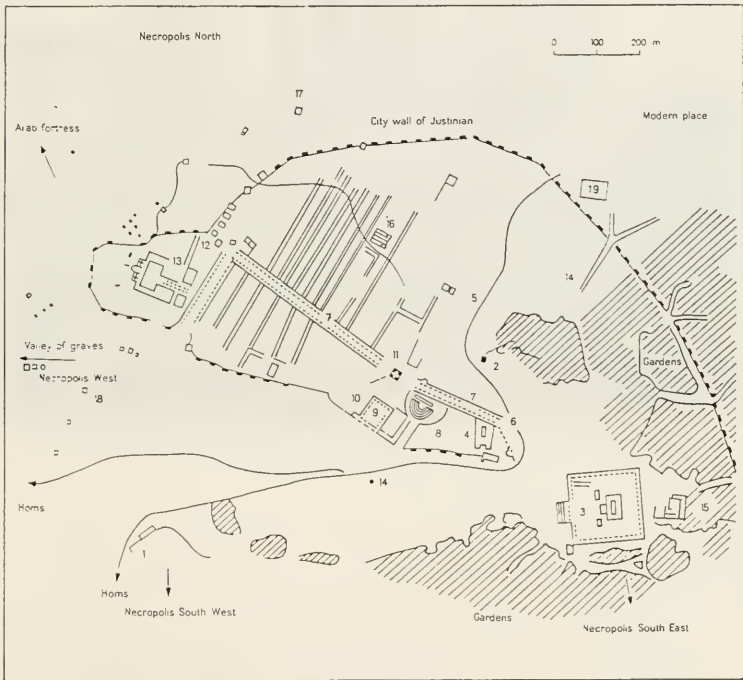 Necropolis North
0 100 200 m
17
City wall of Justinian
Modern place
Arab fortress
19
16
12
13
14
5
7
Valley of graves
11
2
Gardens
Necropolis West
18
7
10
9
6
8
4
14
3
15
Homs
1
Homs
Necropolis South West
Gardens
Necropolis South East